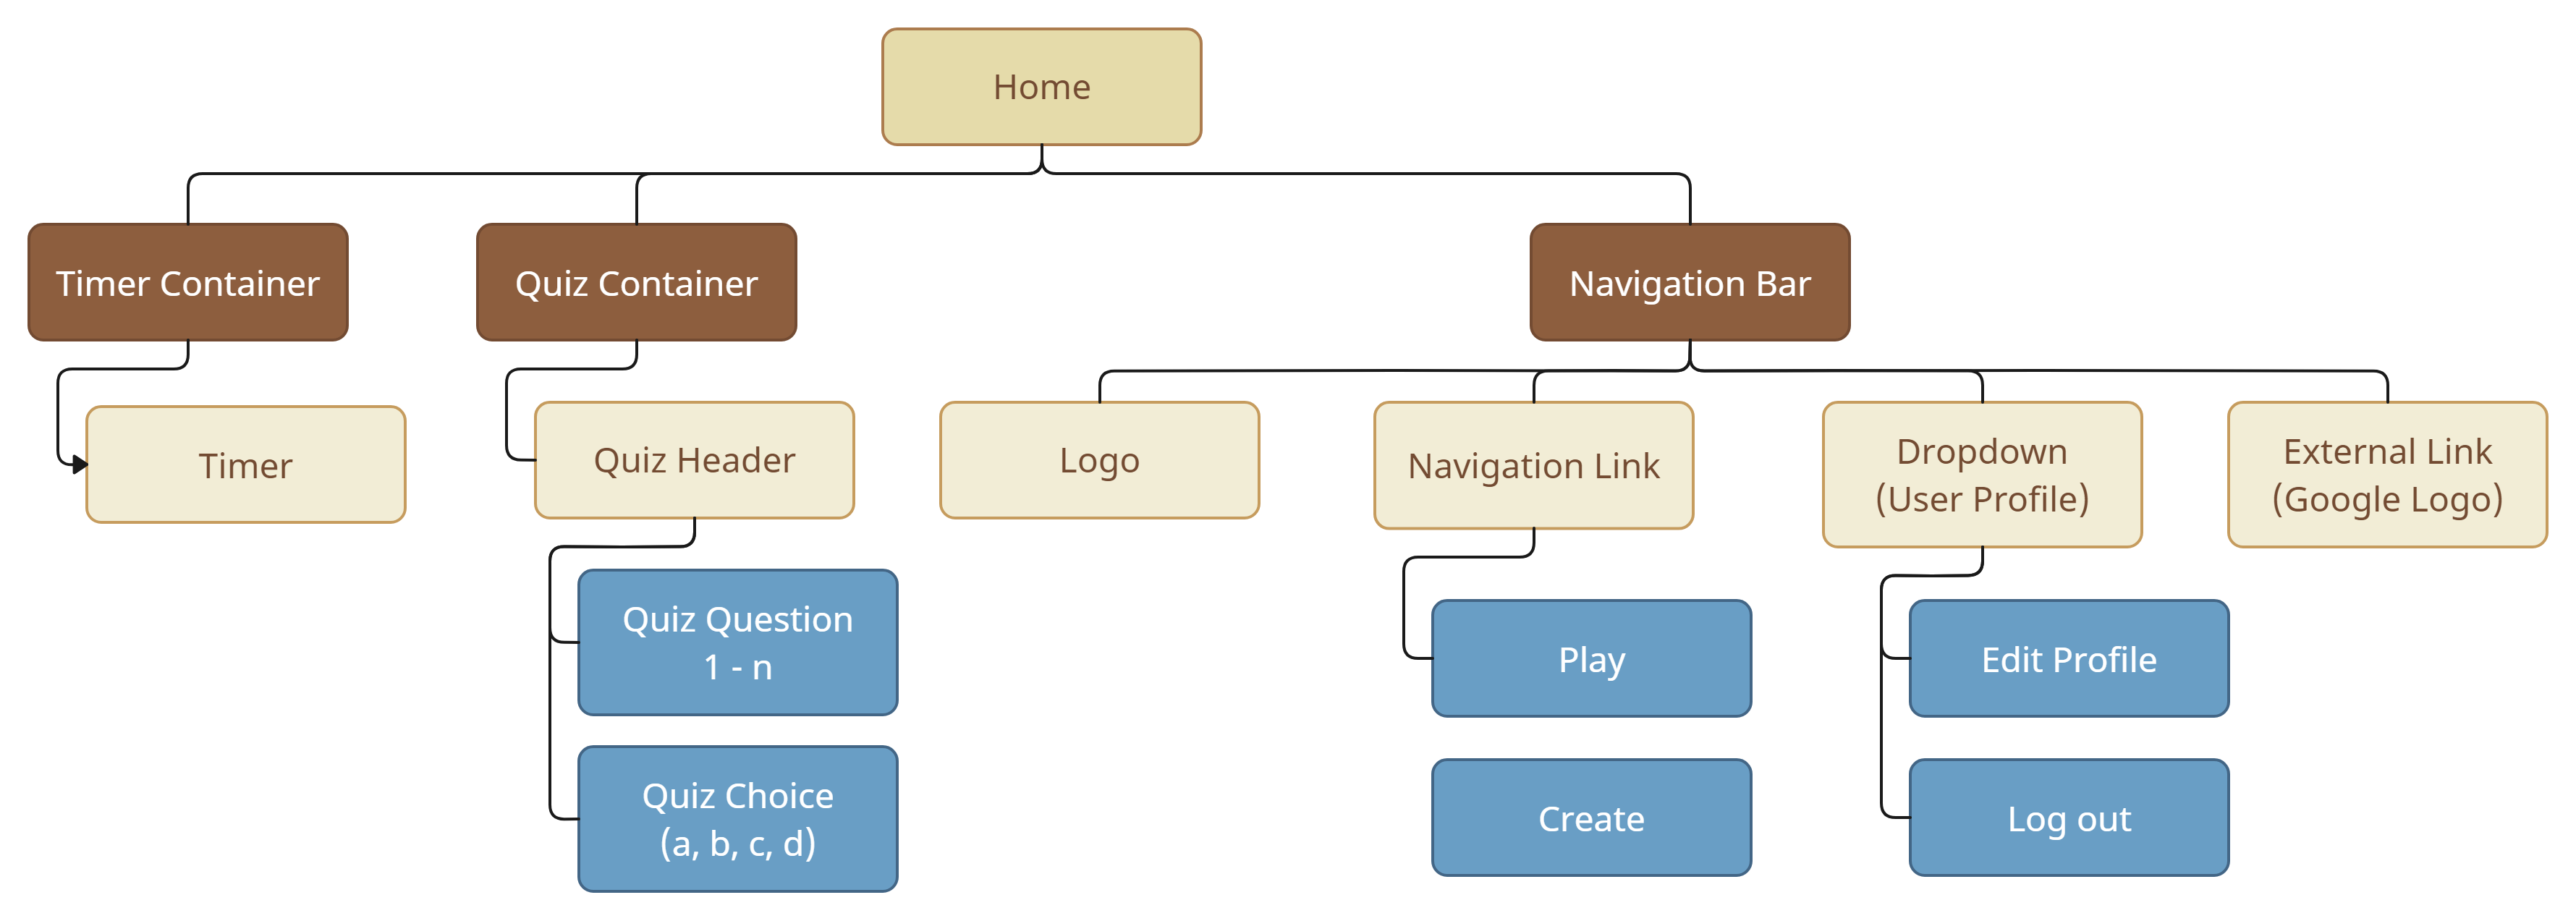 Home
Timer Container
Quiz Container
Navigation Bar
Timer
Quiz Header
Logo
Navigation Link
Dropdown
(User Profile)
External Link
(Google Logo)
Quiz Question
1 - n
Play
Edit Profile
Quiz Choice
(a, b, c, d)
Create
Log out